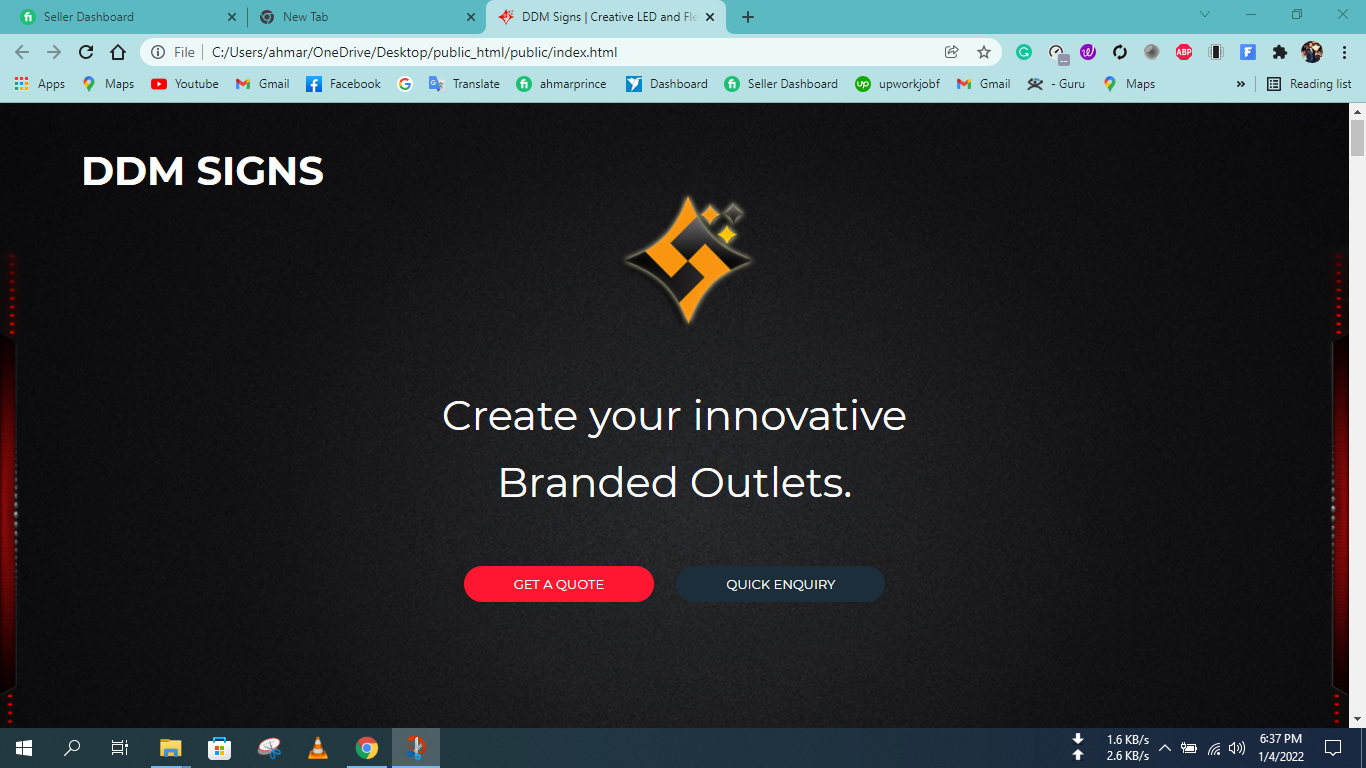 Seller Dashboard
New Tab
DDM Signs | Creative LED and Fle
File
C:/Users/ahmar/OneDrive/Desktop/public_html/public/index.html
ABP
Apps
Maps
Youtube
Gmail
Facebook
Translate
ahmarprince
Dashboard
Seller Dashboard
upworkjobf
Gmail
- Guru
Maps
»
Reading list
DDM SIGNS
Create your innovative
Branded Outlets.
GET A QUOTE
QUICK ENQUIRY
1.6 KB/s
2.6 KB/s
6:37 PM
1/4/2022